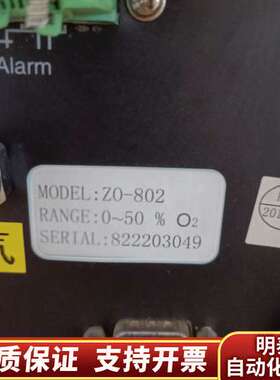 Alarm
MODEL:ZO-802
RANGE:0~50 % O₂
SERIAL:822203049
气
质保证 支持开票
明
自动化